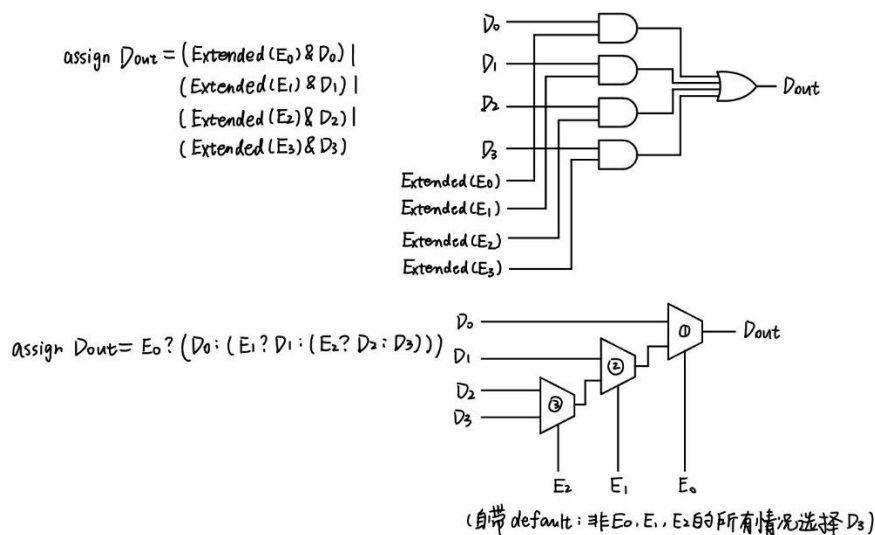 assign Dout = (Extended(E₀)&D₀) |
(Extended(E₁)&D₁) |
(Extended(E₂)&D₂) |
(Extended(E₃)&D₃)
D₀
D₁
D₂
D₃
Dout
Extended(E₀)
Extended(E₁)
Extended(E₂)
Extended(E₃)
assign Dout = E₀? (D₀: (E₁? D₁: (E₂? D₂: D₃)))
D₀
①
Dout
D₁
②
D₂
③
D₃
E₂ E₁ E₀
(自带default: 非E₀, E₁, E₂的所有情况选择D₃)